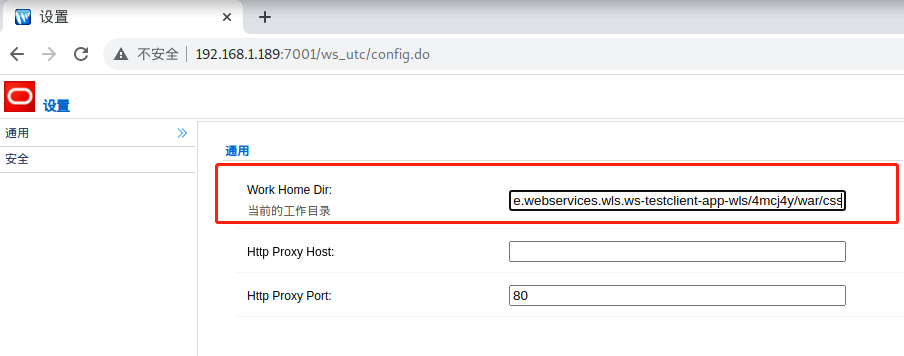 设置
不安全 192.168.1.189:7001/ws_utc/config.do
设置
通用
安全
通用
Work Home Dir:
当前的工作目录
e.webservices.wls.ws-testclient-app-wls/4mcj4y/war/css
Http Proxy Host:
Http Proxy Port:
80